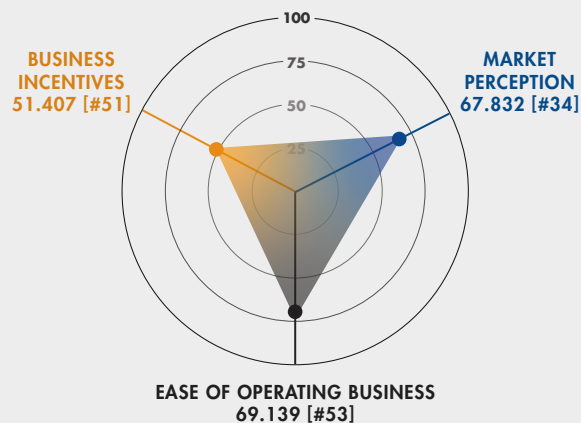 100
75
50
25
BUSINESS
INCENTIVES
51.407 [#51]
MARKET
PERCEPTION
67.832 [#34]
EASE OF OPERATING BUSINESS
69.139 [#53]